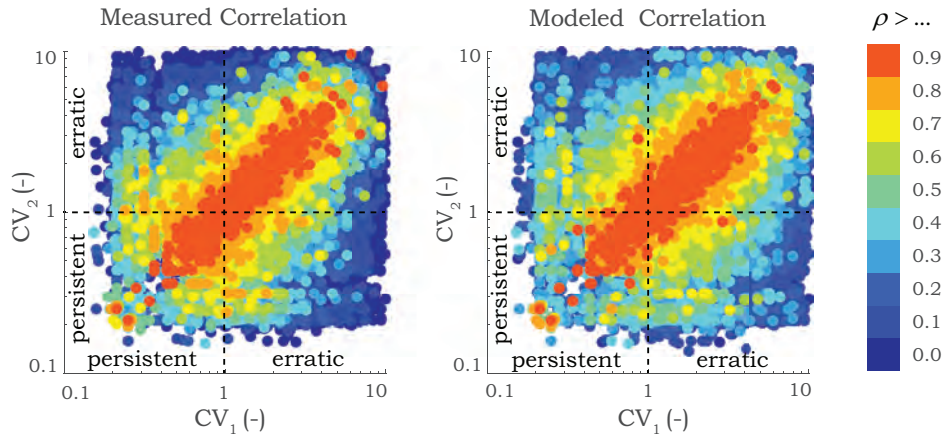 Measured Correlation
10
1
0.1
CV₂ (-)
erratic
persistent
persistent
erratic
0.1
1
10
CV₁ (-)
Modeled Correlation
10
1
0.1
CV₂ (-)
erratic
persistent
persistent
erratic
0.1
1
10
CV₁ (-)
ρ > ...
0.9
0.8
0.7
0.6
0.5
0.4
0.3
0.2
0.1
0.0